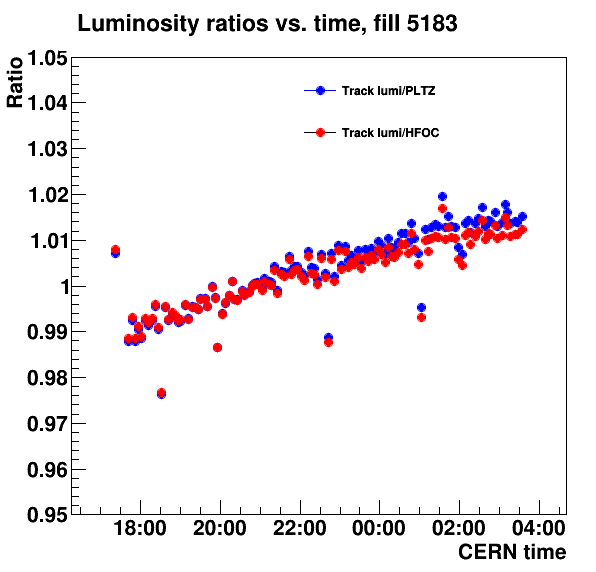 Luminosity ratios vs. time, fill 5183
Ratio
1.05
1.04
1.03
1.02
1.01
1
0.99
0.98
0.97
0.96
0.95
Track lumi/PLTZ
Track lumi/HFOC
18:00 20:00 22:00 00:00 02:00 04:00
CERN time